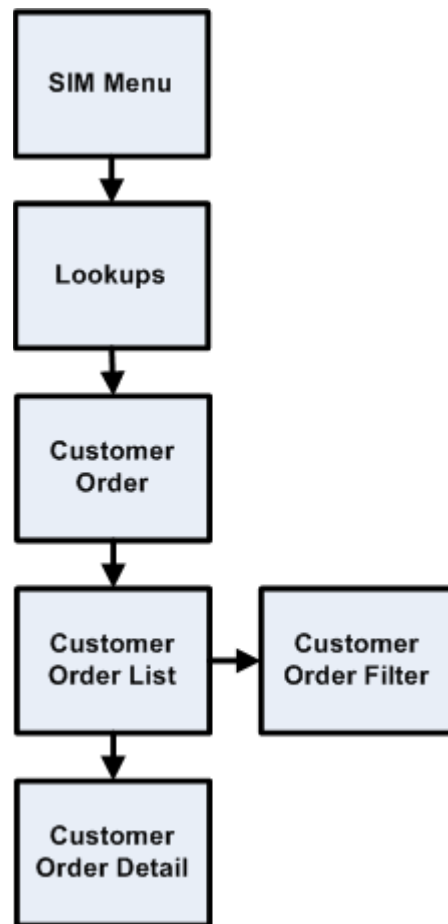 SIM Menu
Lookups
Customer
Order
Customer
Order List
Customer
Order Filter
Customer
Order Detail